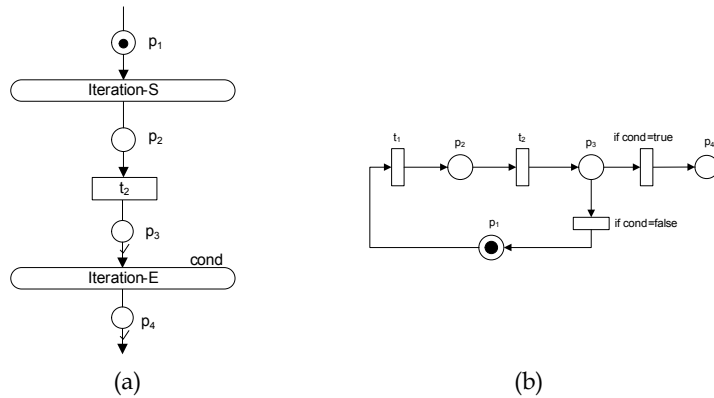 p1
Iteration-S
p2
t2
p3
cond
Iteration-E
p4
(a)
t1
p2
t2
p3
if cond=true
p4
if cond=false
p1
(b)